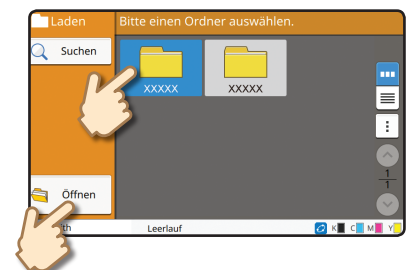 Laden
Bitte einen Ordner auswählen.
Suchen
XXXXX
XXXXX
1
1
Öffnen
Leerlauf
K C M Y